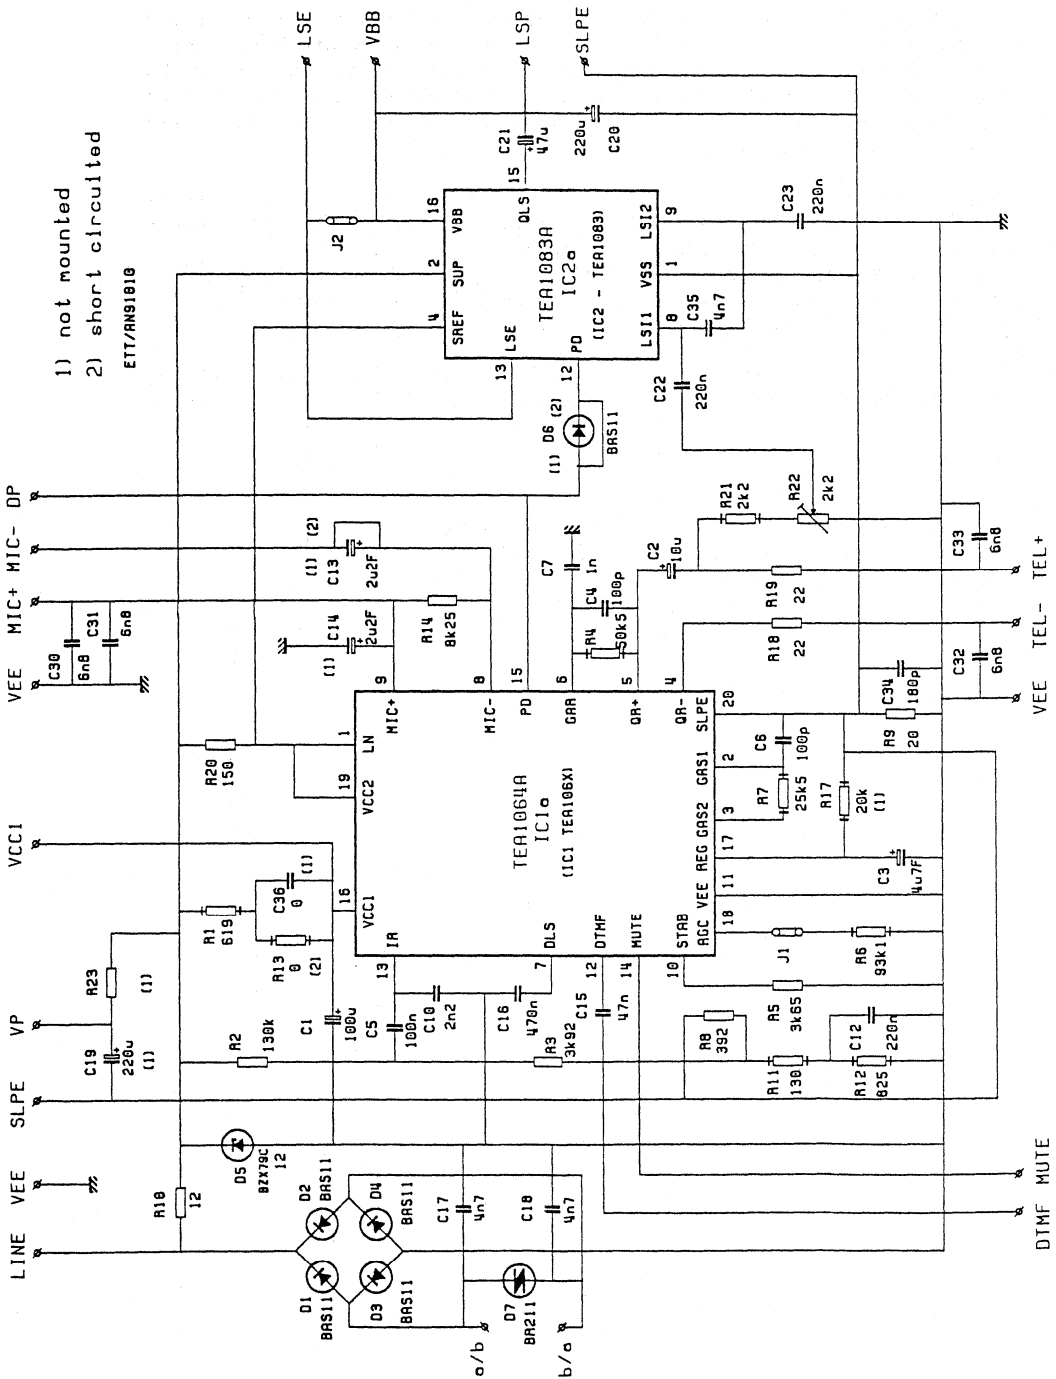 1) not mounted
2) short circuited
ETT/AN91010
LINE
VEE
SLPE
VP
VCC1
VEE
MIC+
MIC-
DP
LSE
VBB
LSP
SLPE
R10
12
D5
BZX79C
12
C19
220u
(1)
R23
(1)
R1
619
C36
0
(1)
R13
0
(2)
R20
150
C30
6n8
C31
6n8
C14
2u2F
(1)
C13
2u2F
(1)
(2)
R14
8k25
J2
C21
47u
220u
C20
D1
BAS11
D2
BAS11
D3
BAS11
D4
BAS11
R2
130k
C1
100u
C5
100n
C10
2n2
C16
470n
R3
3k92
C15
47n
C17
4n7
C18
4n7
D7
BR211
a/b
b/a
TEA1064A
IC1a
(IC1 TEA106X)
16
VCC1
19
VCC2
1
LN
9
MIC+
8
MIC-
15
PD
6
GAR
5
QR+
4
QR-
20
SLPE
2
GAS1
3
GAS2
17
REG
11
VEE
18
AGC
10
STAB
14
MUTE
12
DTMF
7
DLS
13
IR
TEA1083A
IC2a
(IC2 - TEA1083)
4
SREF
2
SUP
16
VBB
15
QLS
9
LSI2
1
VSS
8
LSI1
12
PD
13
LSE
D6
(1)
(2)
BAS11
C7
1n
C4
100p
R4
50k5
C2
10u
C22
220n
C35
4n7
C23
220n
R21
2k2
R22
2k2
R19
22
R18
22
C33
6n8
C32
6n8
C34
180p
R9
20
C6
100p
R7
25k5
R17
20k
(1)
C3
4u7F
J1
R6
93k1
R5
3k65
R8
392
R11
130
R12
825
C12
220n
DTMF
MUTE
VEE
TEL-
TEL+